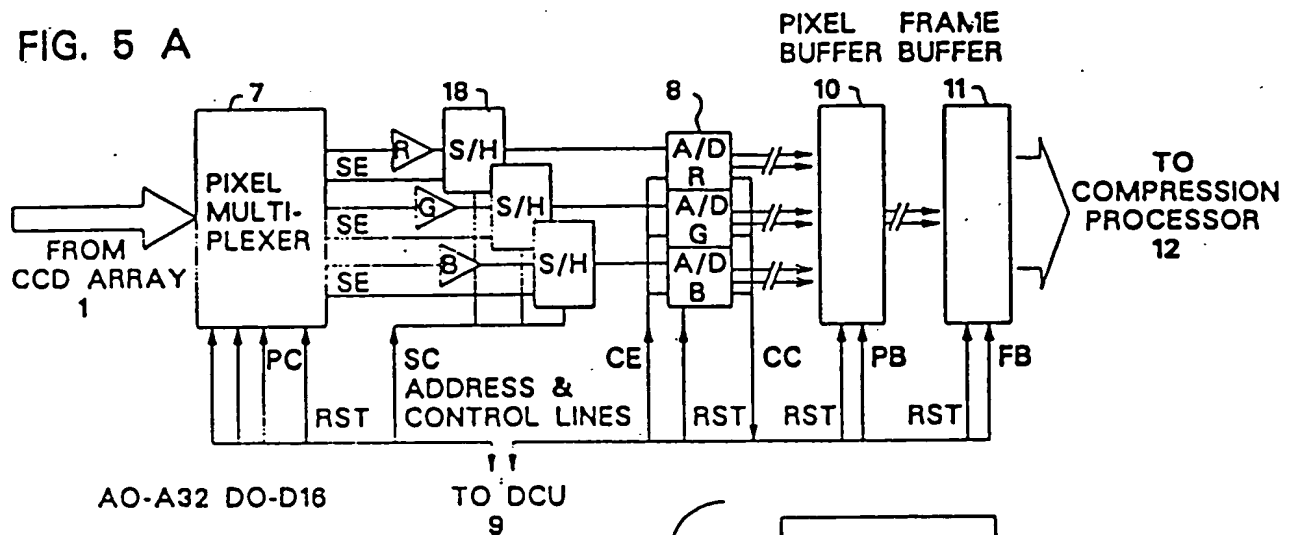 FIG. 5 A
PIXEL FRAME
BUFFER BUFFER
7
18
8
10
11
PIXEL
MULTI-
PLEXER
SE
SE
SE
R
G
B
S/H
S/H
S/H
A/D
R
A/D
G
A/D
B
TO
COMPRESSION
PROCESSOR
12
FROM
CCD ARRAY
1
PC
SC
CE
CC
PB
FB
ADDRESS &
CONTROL LINES
RST
RST
RST
RST
AO-A32 DO-D16
TO DCU
9